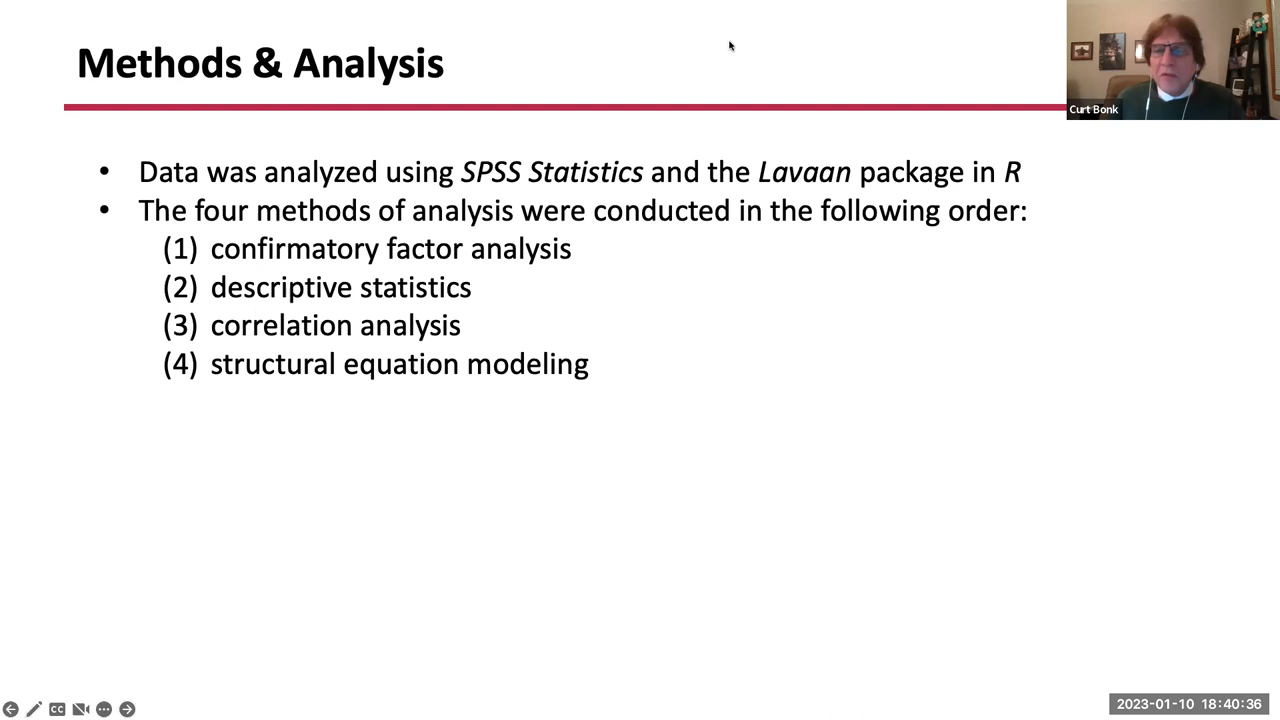 Methods & Analysis
Curt Bonk
• Data was analyzed using SPSS Statistics and the Lavaan package in R
• The four methods of analysis were conducted in the following order:
(1) confirmatory factor analysis
(2) descriptive statistics
(3) correlation analysis
(4) structural equation modeling
CC
2023-01-10 18:40:36